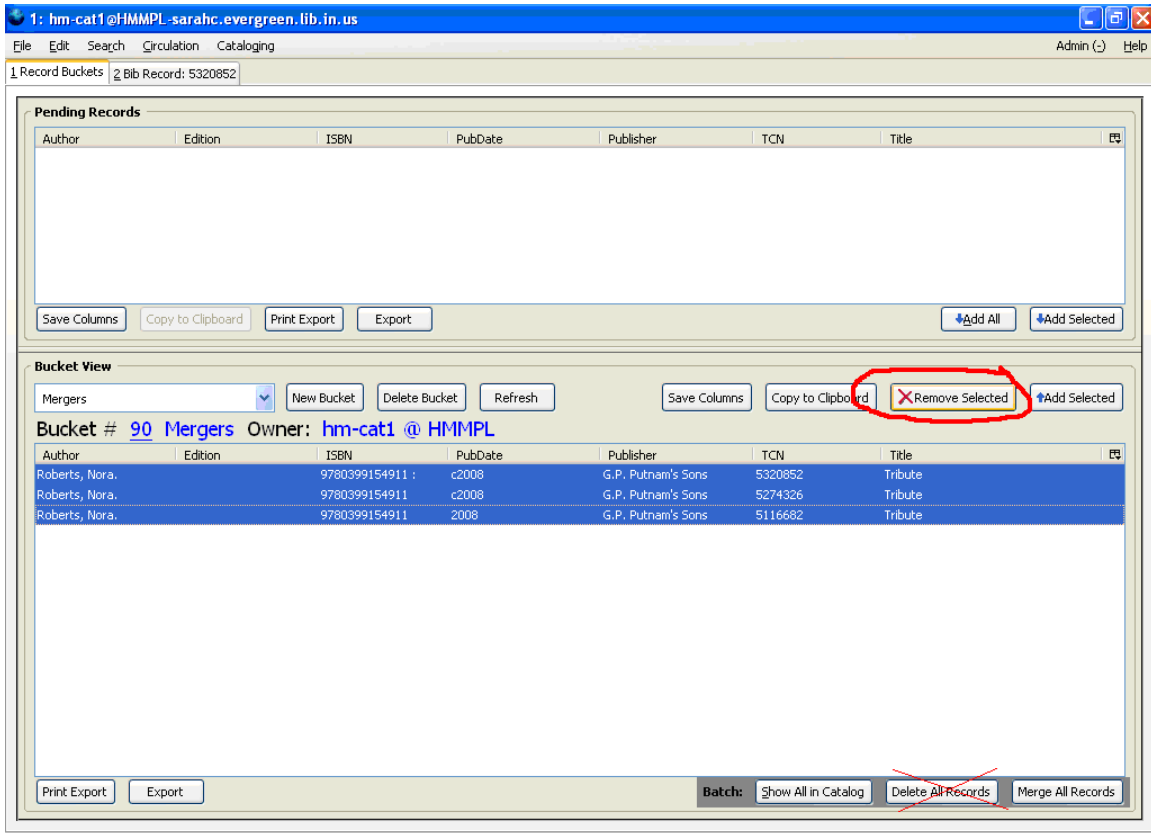 1: hm-cat1@HMMPL-sarahc.evergreen.lib.in.us
File Edit Search Circulation Cataloging Admin (-) Help
1 Record Buckets 2 Bib Record: 5320852
Pending Records
Author Edition ISBN PubDate Publisher TCN Title
Save Columns Copy to Clipboard Print Export Export Add All Add Selected
Bucket View
Mergers New Bucket Delete Bucket Refresh Save Columns Copy to Clipboard Remove Selected Add Selected
Bucket # 90 Mergers Owner: hm-cat1 @ HMMPL
Author Edition ISBN PubDate Publisher TCN Title
Roberts, Nora. 9780399154911 : c2008 G.P. Putnam's Sons 5320852 Tribute
Roberts, Nora. 9780399154911 c2008 G.P. Putnam's Sons 5274326 Tribute
Roberts, Nora. 9780399154911 2008 G.P. Putnam's Sons 5116682 Tribute
Print Export Export Batch: Show All in Catalog Delete All Records Merge All Records